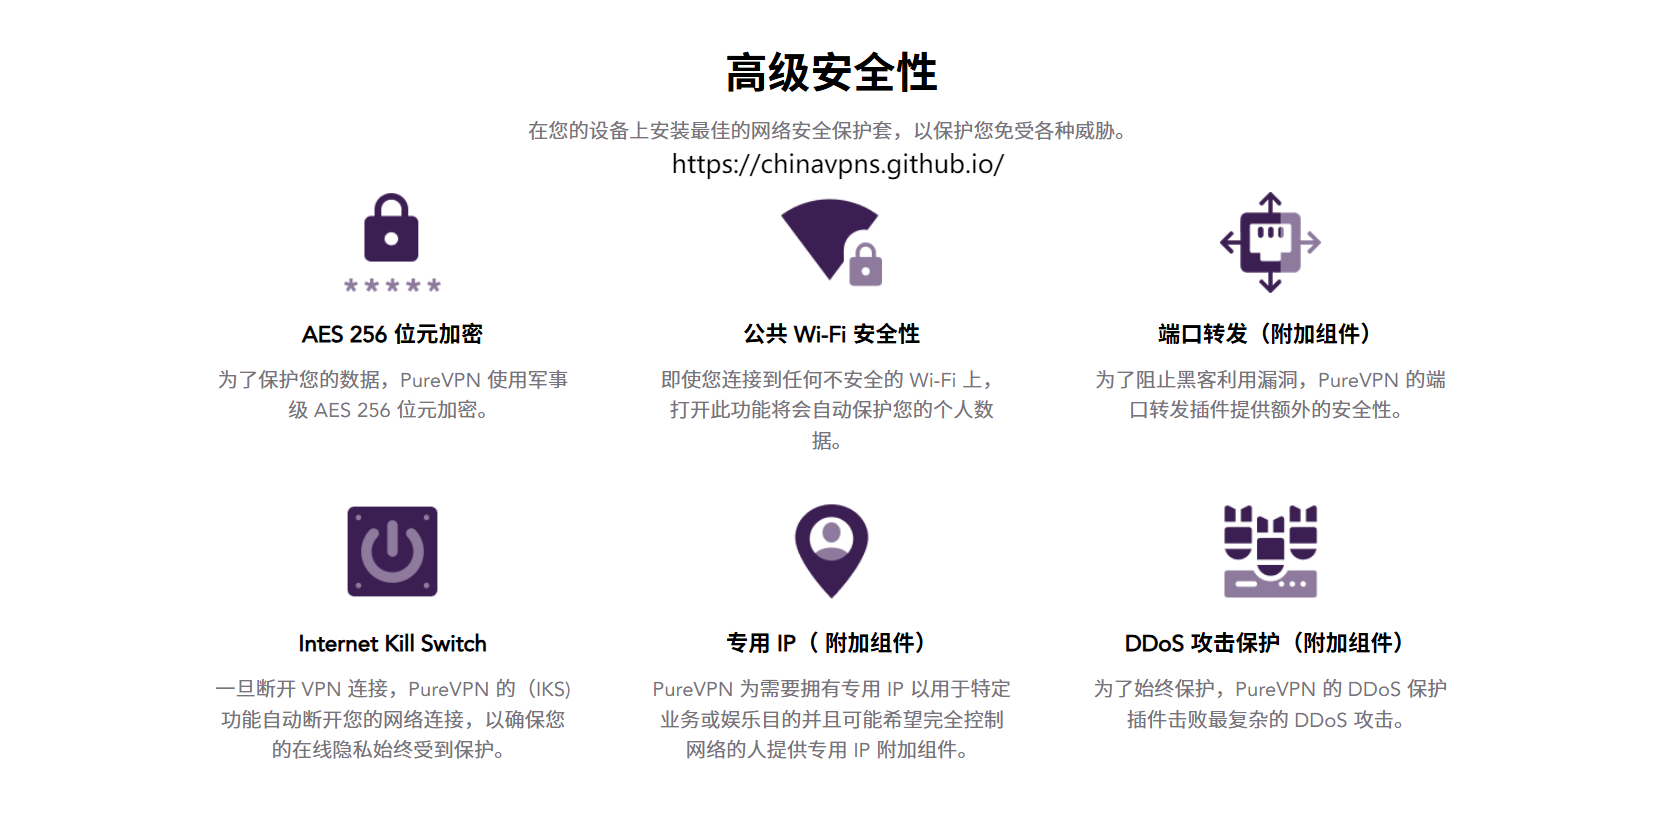 高级安全性
在您的设备上安装最佳的网络安全保护套，以保护您免受各种威胁。
https://chinavpns.github.io/
*****
AES 256 位元加密
为了保护您的数据，PureVPN 使用军事
级 AES 256 位元加密。
公共 Wi-Fi 安全性
即使您连接到任何不安全的 Wi-Fi 上，
打开此功能将会自动保护您的个人数
据。
端口转发（附加组件）
为了阻止黑客利用漏洞，PureVPN 的端
口转发插件提供额外的安全性。
Internet Kill Switch
一旦断开 VPN 连接，PureVPN 的（IKS)
功能自动断开您的网络连接，以确保您
的在线隐私始终受到保护。
专用 IP（ 附加组件）
PureVPN 为需要拥有专用 IP 以用于特定
业务或娱乐目的并且可能希望完全控制
网络的人提供专用 IP 附加组件。
DDoS 攻击保护（附加组件）
为了始终保护，PureVPN 的 DDoS 保护
插件击败最复杂的 DDoS 攻击。